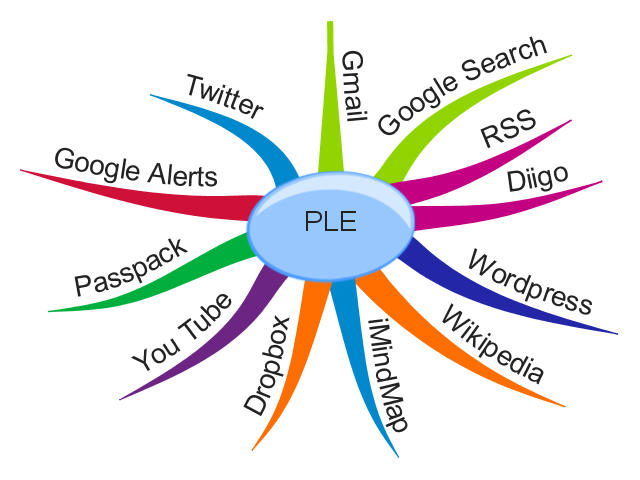 PLE
Gmail
Google Search
RSS
Diigo
Wordpress
Wikipedia
iMindMap
Dropbox
You Tube
Passpack
Google Alerts
Twitter